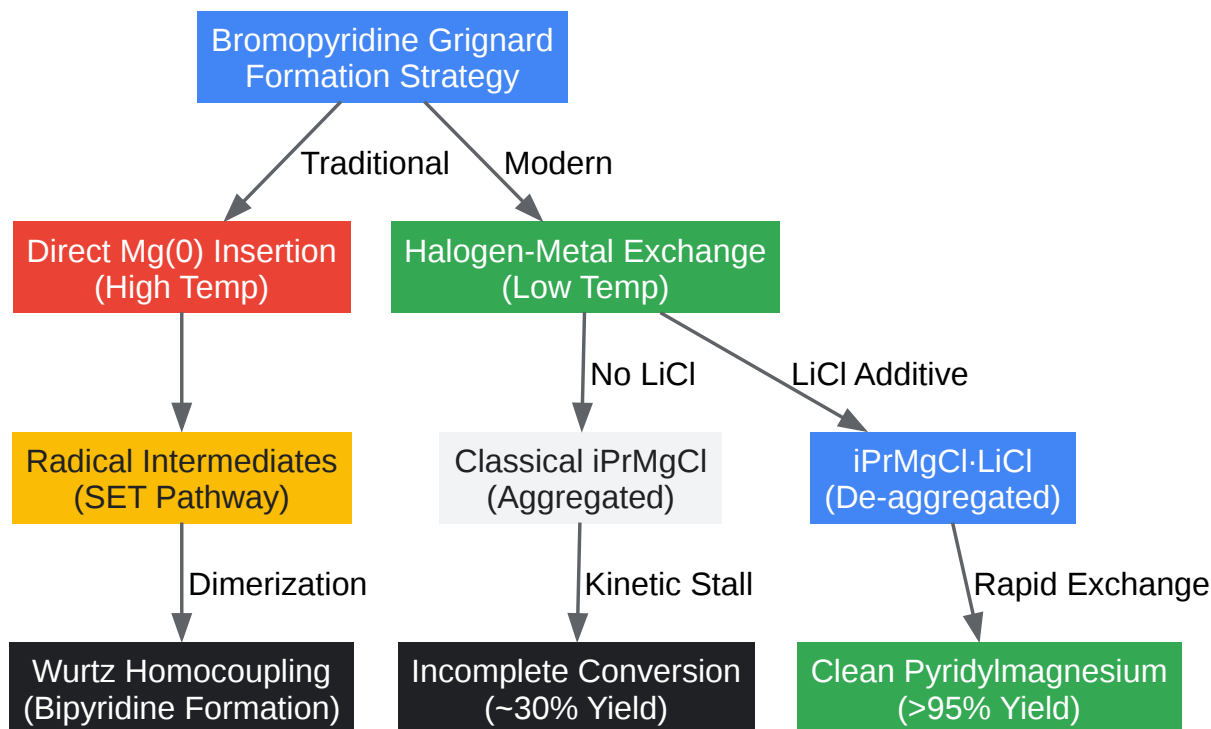 Bromopyridine Grignard
Formation Strategy
Traditional
Modern
Direct Mg(0) Insertion
(High Temp)
Halogen-Metal Exchange
(Low Temp)
No LiCl
LiCl Additive
Radical Intermediates
(SET Pathway)
Classical iPrMgCl
(Aggregated)
iPrMgCl·LiCl
(De-aggregated)
Dimerization
Kinetic Stall
Rapid Exchange
Wurtz Homocoupling
(Bipyridine Formation)
Incomplete Conversion
(~30% Yield)
Clean Pyridylmagnesium
(>95% Yield)